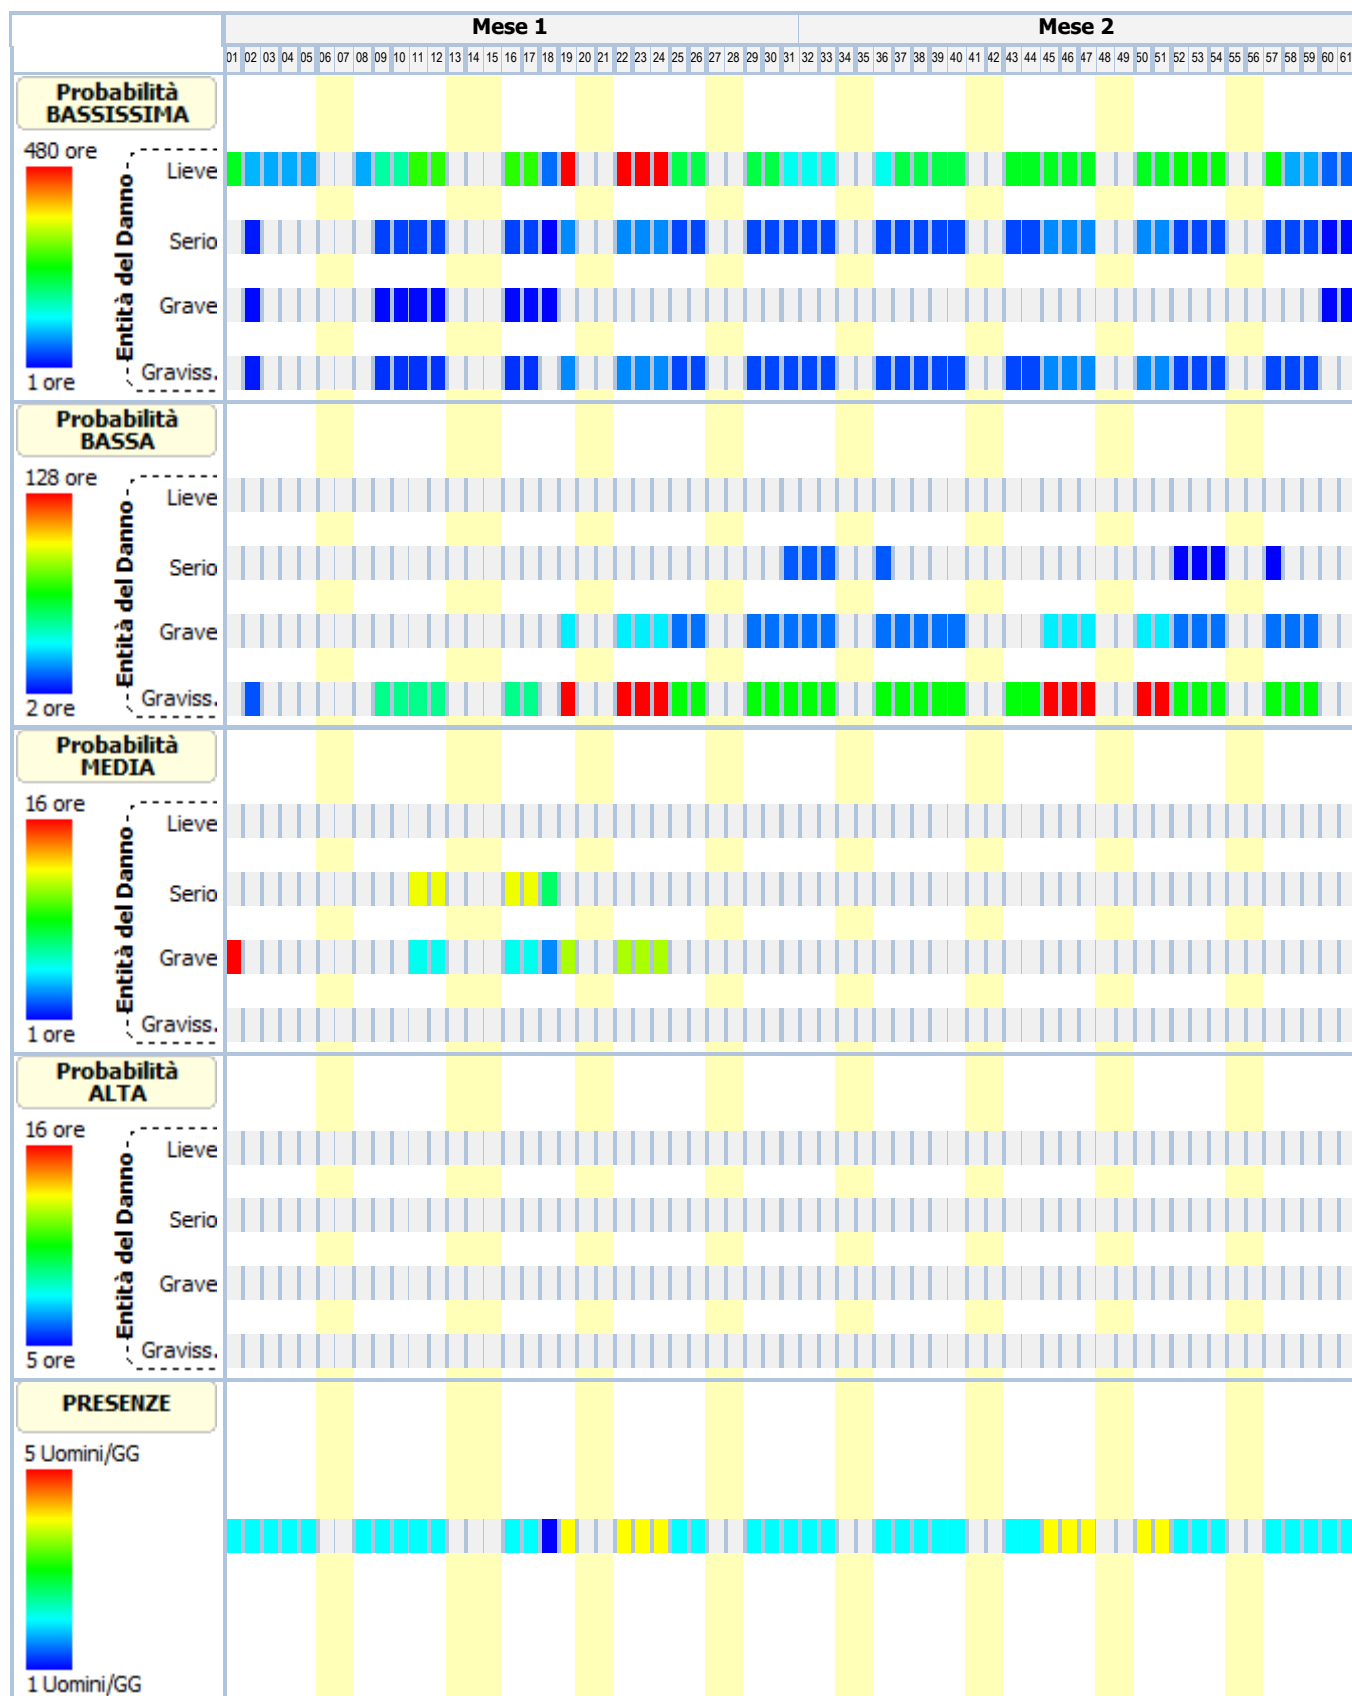 Mese 1 Mese 2
01 02 03 04 05 06 07 08 09 10 11 12 13 14 15 16 17 18 19 20 21 22 23 24 25 26 27 28 29 30 31 32 33 34 35 36 37 38 39 40 41 42 43 44 45 46 47 48 49 50 51 52 53 54 55 56 57 58 59 60 61
Probabilità
BASSISSIMA
480 ore
Entità del Danno
Lieve
Serio
Grave
Graviss.
1 ore
Probabilità
BASSA
128 ore
Entità del Danno
Lieve
Serio
Grave
Graviss.
2 ore
Probabilità
MEDIA
16 ore
Entità del Danno
Lieve
Serio
Grave
Graviss.
1 ore
Probabilità
ALTA
16 ore
Entità del Danno
Lieve
Serio
Grave
Graviss.
5 ore
PRESENZE
5 Uomini/GG
1 Uomini/GG